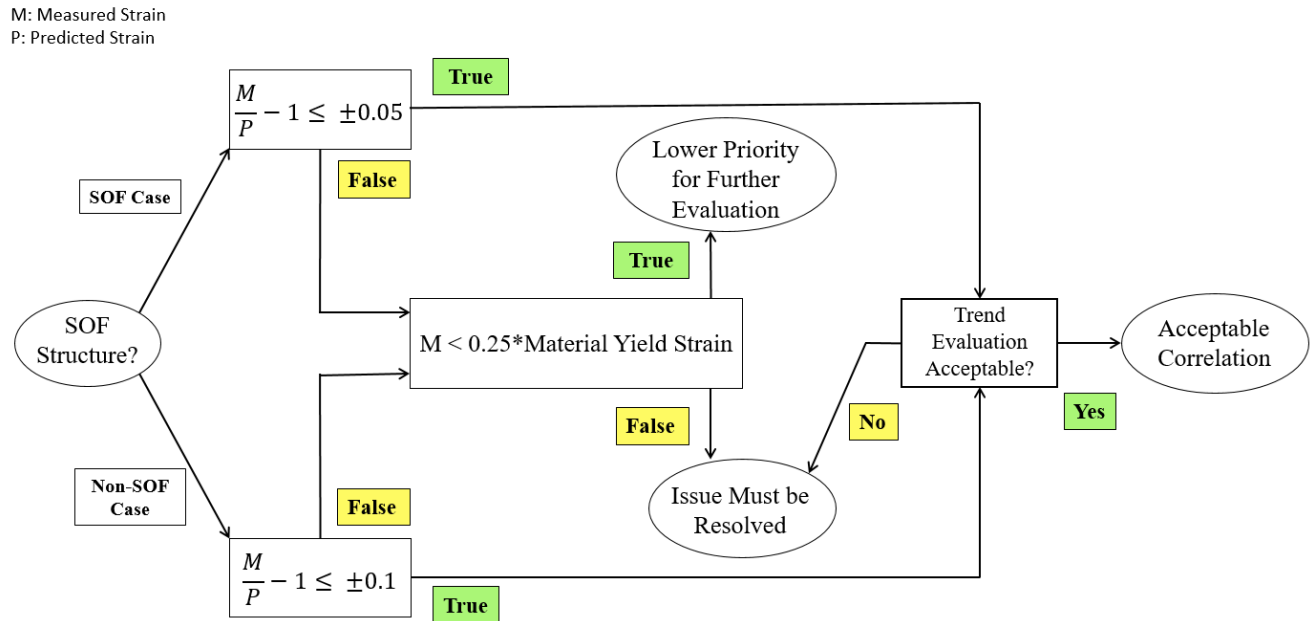 M: Measured Strain
P: Predicted Strain
True
M/P − 1 ≤ ±0.05
False
Lower Priority
for Further
Evaluation
SOF Case
True
SOF
Structure?
M < 0.25*Material Yield Strain
Trend
Evaluation
Acceptable?
Acceptable
Correlation
False
No
Yes
Non-SOF
Case
False
Issue Must be
Resolved
M/P − 1 ≤ ±0.1
True